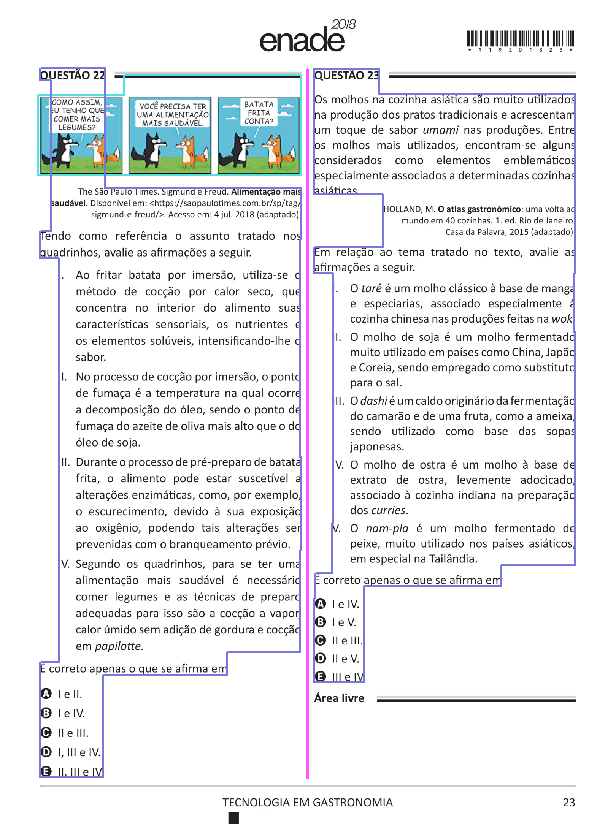 enade2018
*R1920182320*
QUESTÃO 22
COMO ASSIM,
EU TENHO QUE
COMER MAIS
LEGUMES?
VOCÊ PRECISA TER
UMA ALIMENTAÇÃO
MAIS SAUDÁVEL.
BATATA
FRITA
CONTA?
The São Paulo Times. Sigmund e Freud. Alimentação mais
saudável. Disponível em: <https://saopaulotimes.com.br/sp/tag/
sigmund-e-freud/>. Acesso em: 4 jul. 2018 (adaptado)
Tendo como referência o assunto tratado nos
quadrinhos, avalie as afirmações a seguir.
I. Ao fritar batata por imersão, utiliza-se o
método de cocção por calor seco, que
concentra no interior do alimento suas
características sensoriais, os nutrientes e
os elementos solúveis, intensificando-lhe o
sabor.
I. No processo de cocção por imersão, o ponto
de fumaça é a temperatura na qual ocorre
a decomposição do óleo, sendo o ponto de
fumaça do azeite de oliva mais alto que o do
óleo de soja.
II. Durante o processo de pré-preparo de batata
frita, o alimento pode estar suscetível a
alterações enzimáticas, como, por exemplo,
o escurecimento, devido à sua exposição
ao oxigênio, podendo tais alterações ser
prevenidas com o branqueamento prévio.
V. Segundo os quadrinhos, para se ter uma
alimentação mais saudável é necessário
comer legumes e as técnicas de preparo
adequadas para isso são a cocção a vapor,
calor úmido sem adição de gordura e cocção
em papilotte.
É correto apenas o que se afirma em
A I e II.
B I e IV.
C II e III.
D I, III e IV.
E II, III e IV
QUESTÃO 23
Os molhos na cozinha asiática são muito utilizados
na produção dos pratos tradicionais e acrescentam
um toque de sabor umami nas produções. Entre
os molhos mais utilizados, encontram-se alguns
considerados como elementos emblemáticos
especialmente associados a determinadas cozinhas
asiáticas.
HOLLAND, M. O atlas gastronômico: uma volta ao
mundo em 40 cozinhas. 1. ed. Rio de Janeiro:
Casa da Palavra, 2015 (adaptado)
Em relação ao tema tratado no texto, avalie as
afirmações a seguir.
I. O tarê é um molho clássico à base de manga
e especiarias, associado especialmente à
cozinha chinesa nas produções feitas na wok.
II. O molho de soja é um molho fermentado
muito utilizado em países como China, Japão
e Coreia, sendo empregado como substituto
para o sal.
II. O dashi é um caldo originário da fermentação
do camarão e de uma fruta, como a ameixa,
sendo utilizado como base das sopas
japonesas.
V. O molho de ostra é um molho à base de
extrato de ostra, levemente adocicado,
associado à cozinha indiana na preparação
dos curries.
V. O nam-pla é um molho fermentado de
peixe, muito utilizado nos países asiáticos,
em especial na Tailândia.
É correto apenas o que se afirma em
A I e IV.
B I e V.
C II e III.
D II e V.
E III e IV
Área livre
TECNOLOGIA EM GASTRONOMIA
23